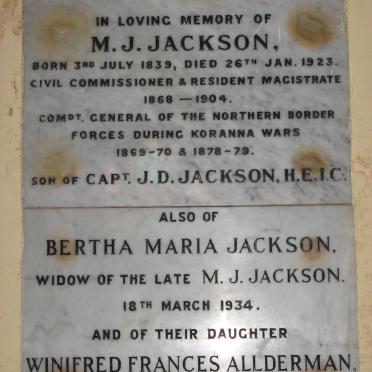 IN LOVING MEMORY OF
M. J. JACKSON,
BORN 3RD JULY 1839, DIED 26TH JAN. 1923.
CIVIL COMMISSIONER & RESIDENT MAGISTRATE
1868 — 1904.
COMDT. GENERAL OF THE NORTHERN BORDER
FORCES DURING KORANNA WARS
1869-70 & 1878-79.
SON OF CAPT. J. D. JACKSON, H.E.I.C.
ALSO OF
BERTHA MARIA JACKSON,
WIDOW OF THE LATE M. J. JACKSON.
18TH MARCH 1934.
AND OF THEIR DAUGHTER
WINIFRED FRANCES ALLDERMAN,